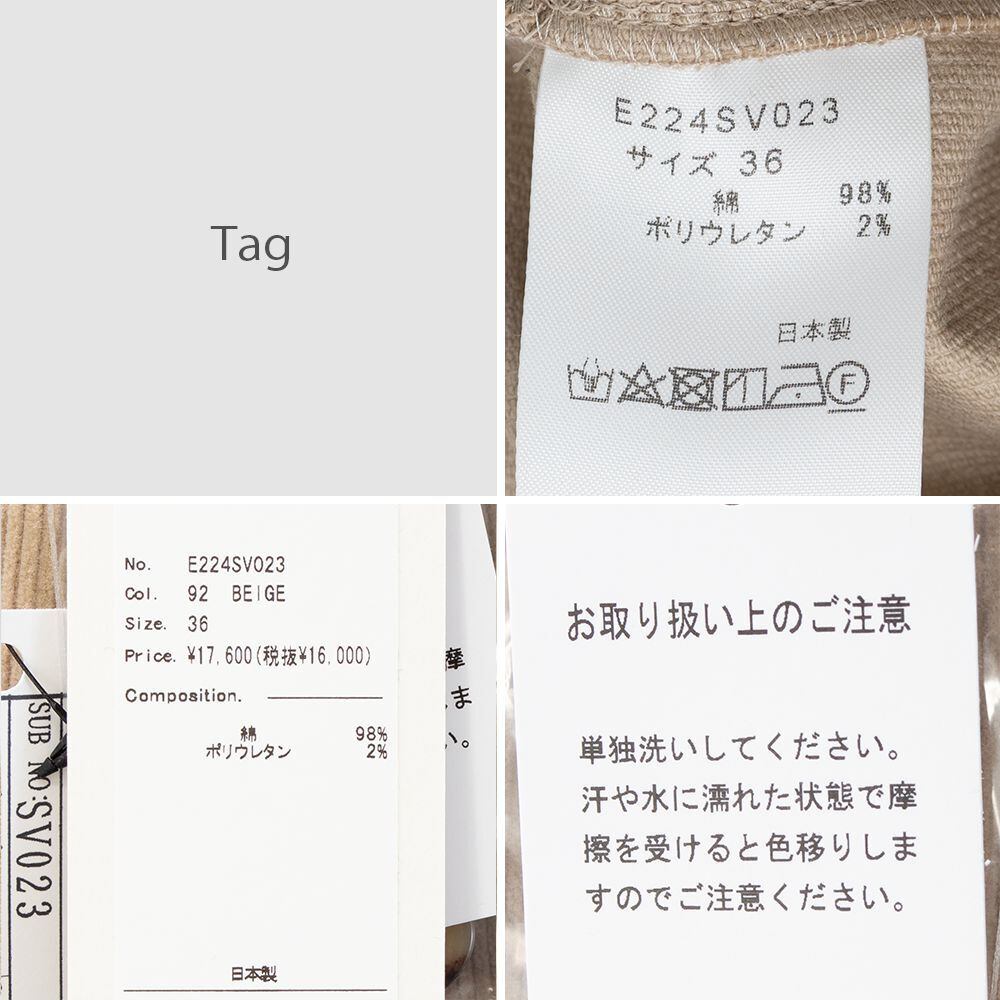 Tag
E224SV023
サイズ 36
綿 98%
ポリウレタン 2%
日本製
F
No. E224SV023
Col. 92 BEIGE
Size. 36
Price. ¥17,600(税抜¥16,000)
Composition.
綿 98%
ポリウレタン 2%
日本製
SUB No:SV023
摩
しま
い。
お取り扱い上のご注意
単独洗いしてください。
汗や水に濡れた状態で摩
擦を受けると色移りしま
すのでご注意ください。